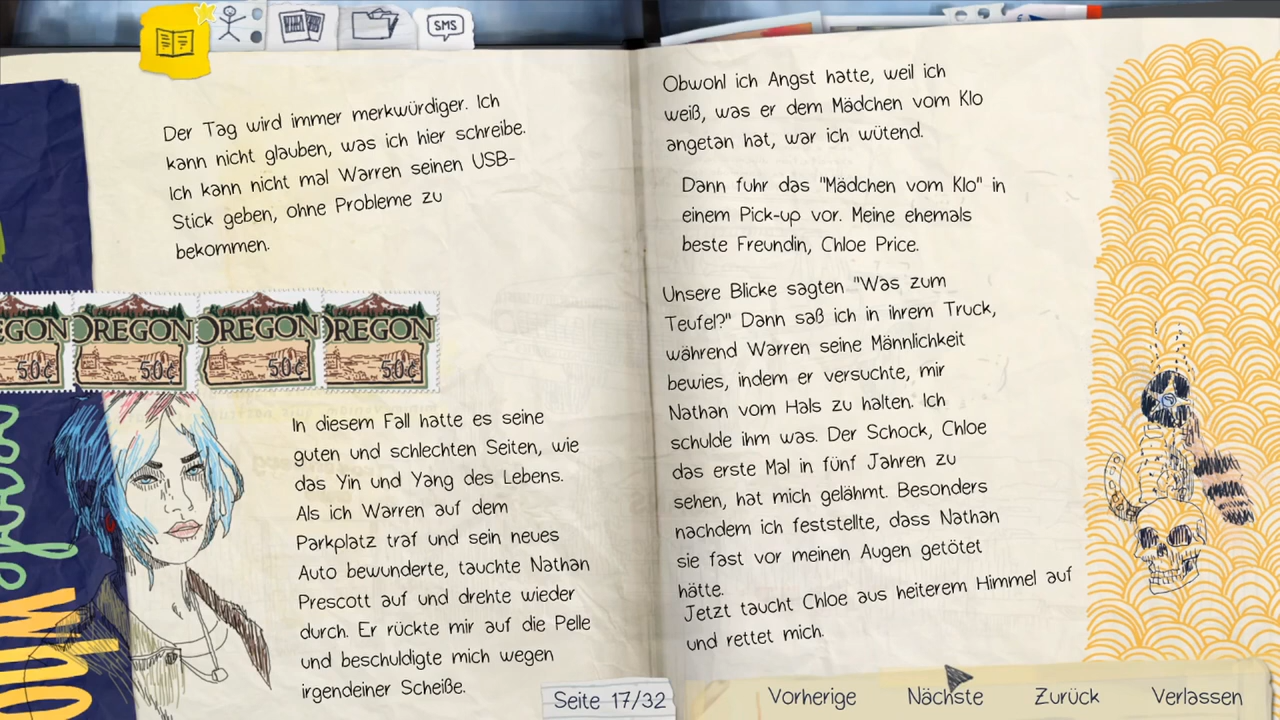 SMS
Der Tag wird immer merkwürdiger. Ich
kann nicht glauben, was ich hier schreibe.
Ich kann nicht mal Warren seinen USB-
Stick geben, ohne Probleme zu
bekommen.
EGON OREGON OREGON OREGON
50¢ 50¢ 50¢ 50¢
In diesem Fall hatte es seine
guten und schlechten Seiten, wie
das Yin und Yang des Lebens.
Als ich Warren auf dem
Parkplatz traf und sein neues
Auto bewunderte, tauchte Nathan
Prescott auf und drehte wieder
durch. Er rückte mir auf die Pelle
und beschuldigte mich wegen
irgendeiner Scheiße.
Who
Obwohl ich Angst hatte, weil ich
weiß, was er dem Mädchen vom Klo
angetan hat, war ich wütend.
Dann fuhr das "Mädchen vom Klo" in
einem Pick-up vor. Meine ehemals
beste Freundin, Chloe Price.
Unsere Blicke sagten "Was zum
Teufel?" Dann saß ich in ihrem Truck,
während Warren seine Männlichkeit
bewies, indem er versuchte, mir
Nathan vom Hals zu halten. Ich
schulde ihm was. Der Schock, Chloe
das erste Mal in fünf Jahren zu
sehen, hat mich gelähmt. Besonders
nachdem ich feststellte, dass Nathan
sie fast vor meinen Augen getötet
hätte.
Jetzt taucht Chloe aus heiterem Himmel auf
und rettet mich.
Seite 17/32
Vorherige Nächste Zurück Verlassen